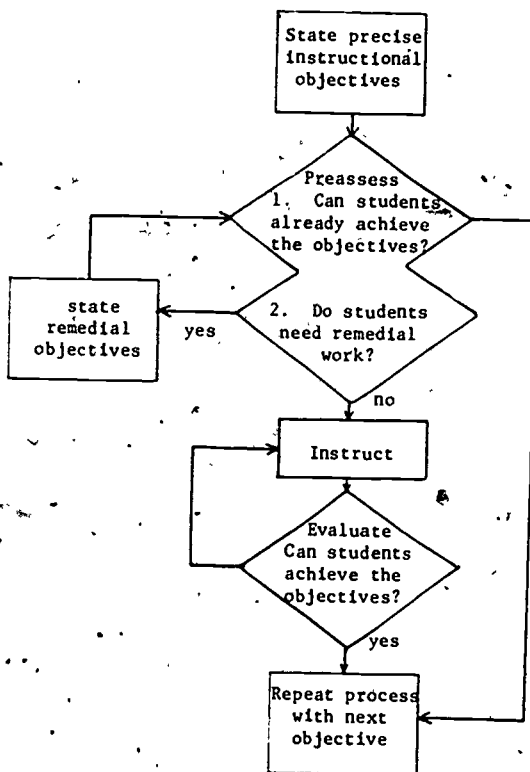 State precise
instructional
objectives
Preassess
1. Can students
already achieve
the objectives?
state
remedial
objectives
yes
2. Do students
need remedial
work?
no
Instruct
Evaluate
Can students
achieve the
objectives?
yes
Repeat process
with next
objective